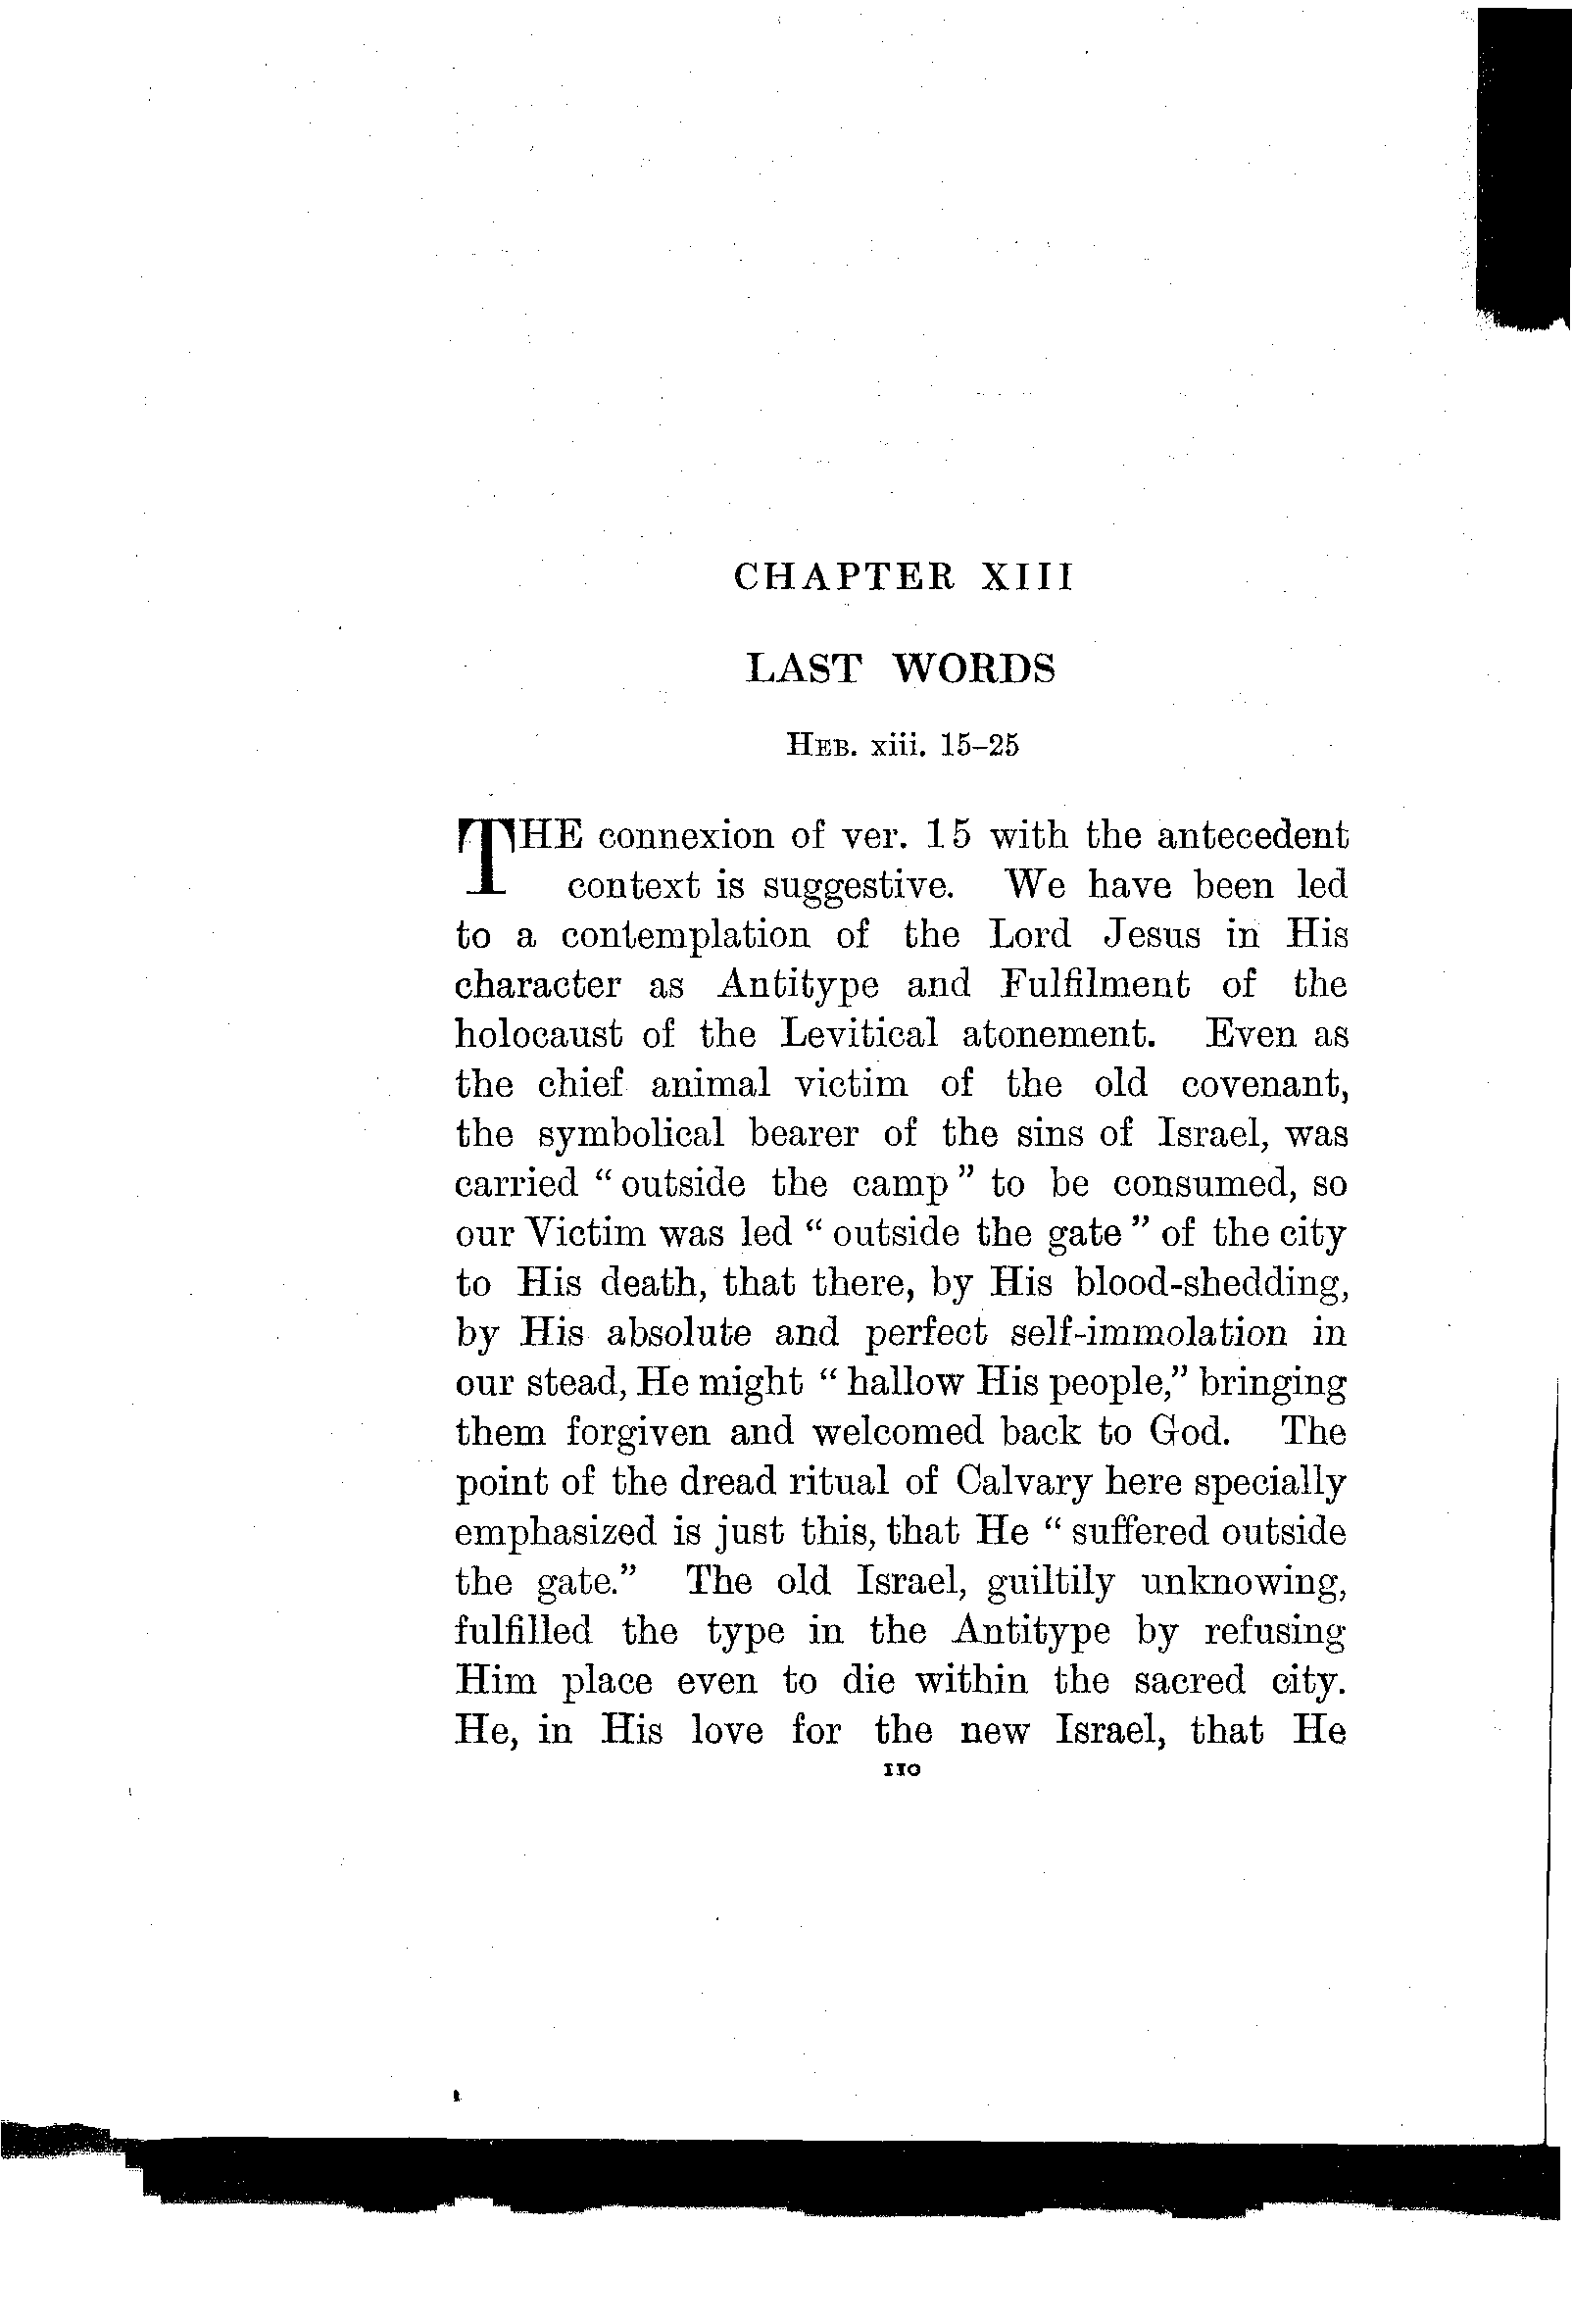 CHAPTER XIII
LAST WORDS
HEB. xiii. 15–25
THE connexion of ver. 15 with the antecedent
context is suggestive. We have been led
to a contemplation of the Lord Jesus in His
character as Antitype and Fulfilment of the
holocaust of the Levitical atonement. Even as
the chief animal victim of the old covenant,
the symbolical bearer of the sins of Israel, was
carried “outside the camp” to be consumed, so
our Victim was led “outside the gate” of the city
to His death, that there, by His blood-shedding,
by His absolute and perfect self-immolation in
our stead, He might “hallow His people,” bringing
them forgiven and welcomed back to God. The
point of the dread ritual of Calvary here specially
emphasized is just this, that He “suffered outside
the gate.” The old Israel, guiltily unknowing,
fulfilled the type in the Antitype by refusing
Him place even to die within the sacred city.
He, in His love for the new Israel, that He
110